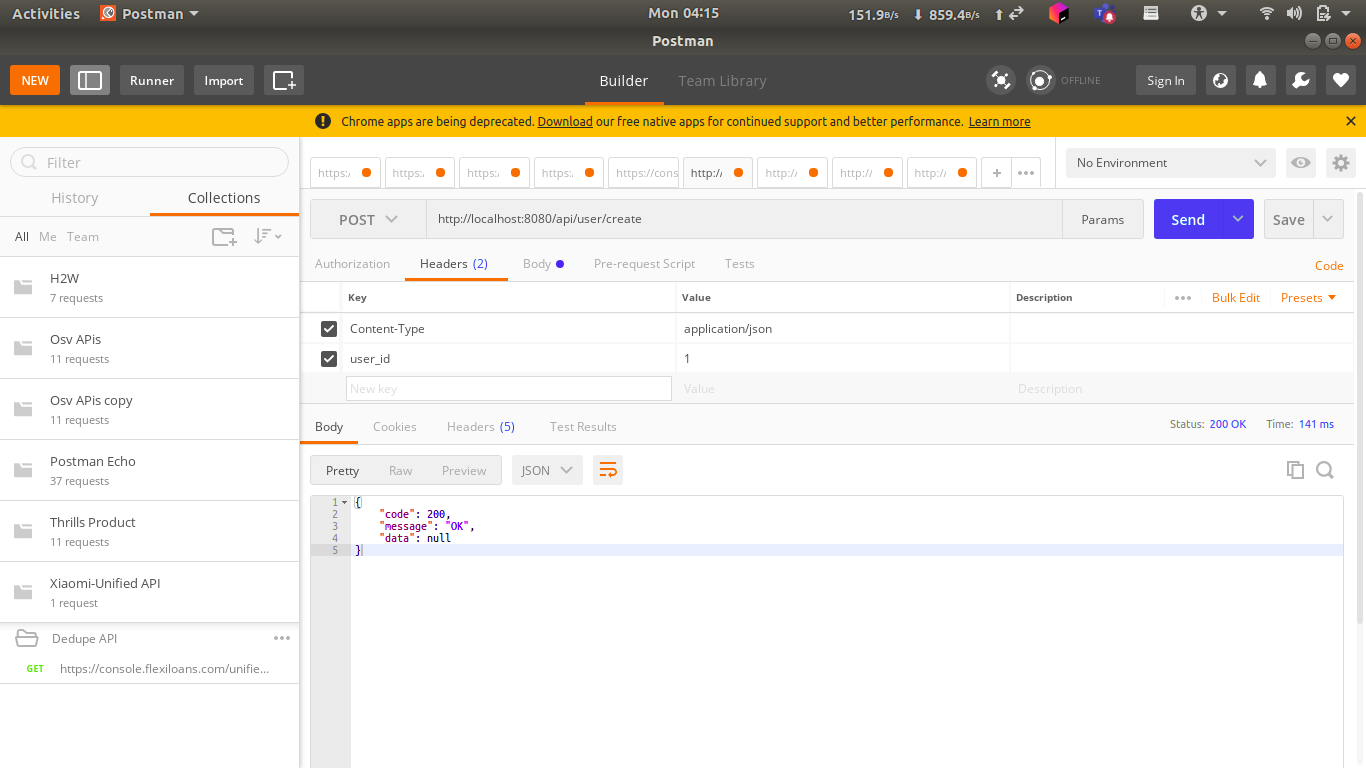 Activities Postman Mon 04:15 151.9B/s 859.4B/s
Postman
NEW Runner Import Builder Team Library OFFLINE Sign In
Chrome apps are being deprecated. Download our free native apps for continued support and better performance. Learn more
Filter
History Collections
All Me Team
H2W
7 requests
Osv APis
11 requests
Osv APis copy
11 requests
Postman Echo
37 requests
Thrills Product
11 requests
Xiaomi-Unified API
1 request
Dedupe API
GET https://console.flexiloans.com/unifie...
https:/ https:/ https:/ https:/ https://cons http:/ http:/ http:/ http:/ + No Environment
POST http://localhost:8080/api/user/create Params Send Save
Authorization Headers (2) Body Pre-request Script Tests Code
Key Value Description Bulk Edit Presets
Content-Type application/json
user_id 1
New key Value Description
Body Cookies Headers (5) Test Results Status: 200 OK Time: 141 ms
Pretty Raw Preview JSON
1 {
2 "code": 200,
3 "message": "OK",
4 "data": null
5 }